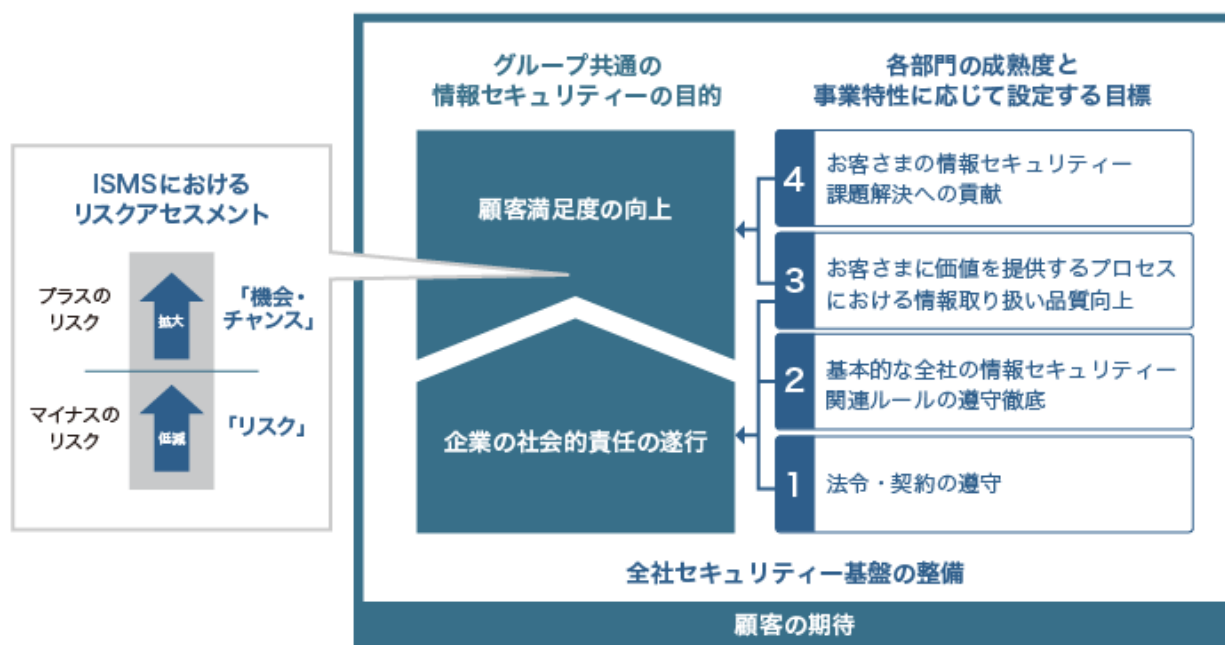 グループ共通の
情報セキュリティーの目的
各部門の成熟度と
事業特性に応じて設定する目標
ISMSにおける
リスクアセスメント
プラスの
リスク
拡大
「機会・
チャンス」
マイナスの
リスク
低減
「リスク」
顧客満足度の向上
企業の社会的責任の遂行
4
お客さまの情報セキュリティー
課題解決への貢献
3
お客さまに価値を提供するプロセス
における情報取り扱い品質向上
2
基本的な全社の情報セキュリティー
関連ルールの遵守徹底
1
法令・契約の遵守
全社セキュリティー基盤の整備
顧客の期待